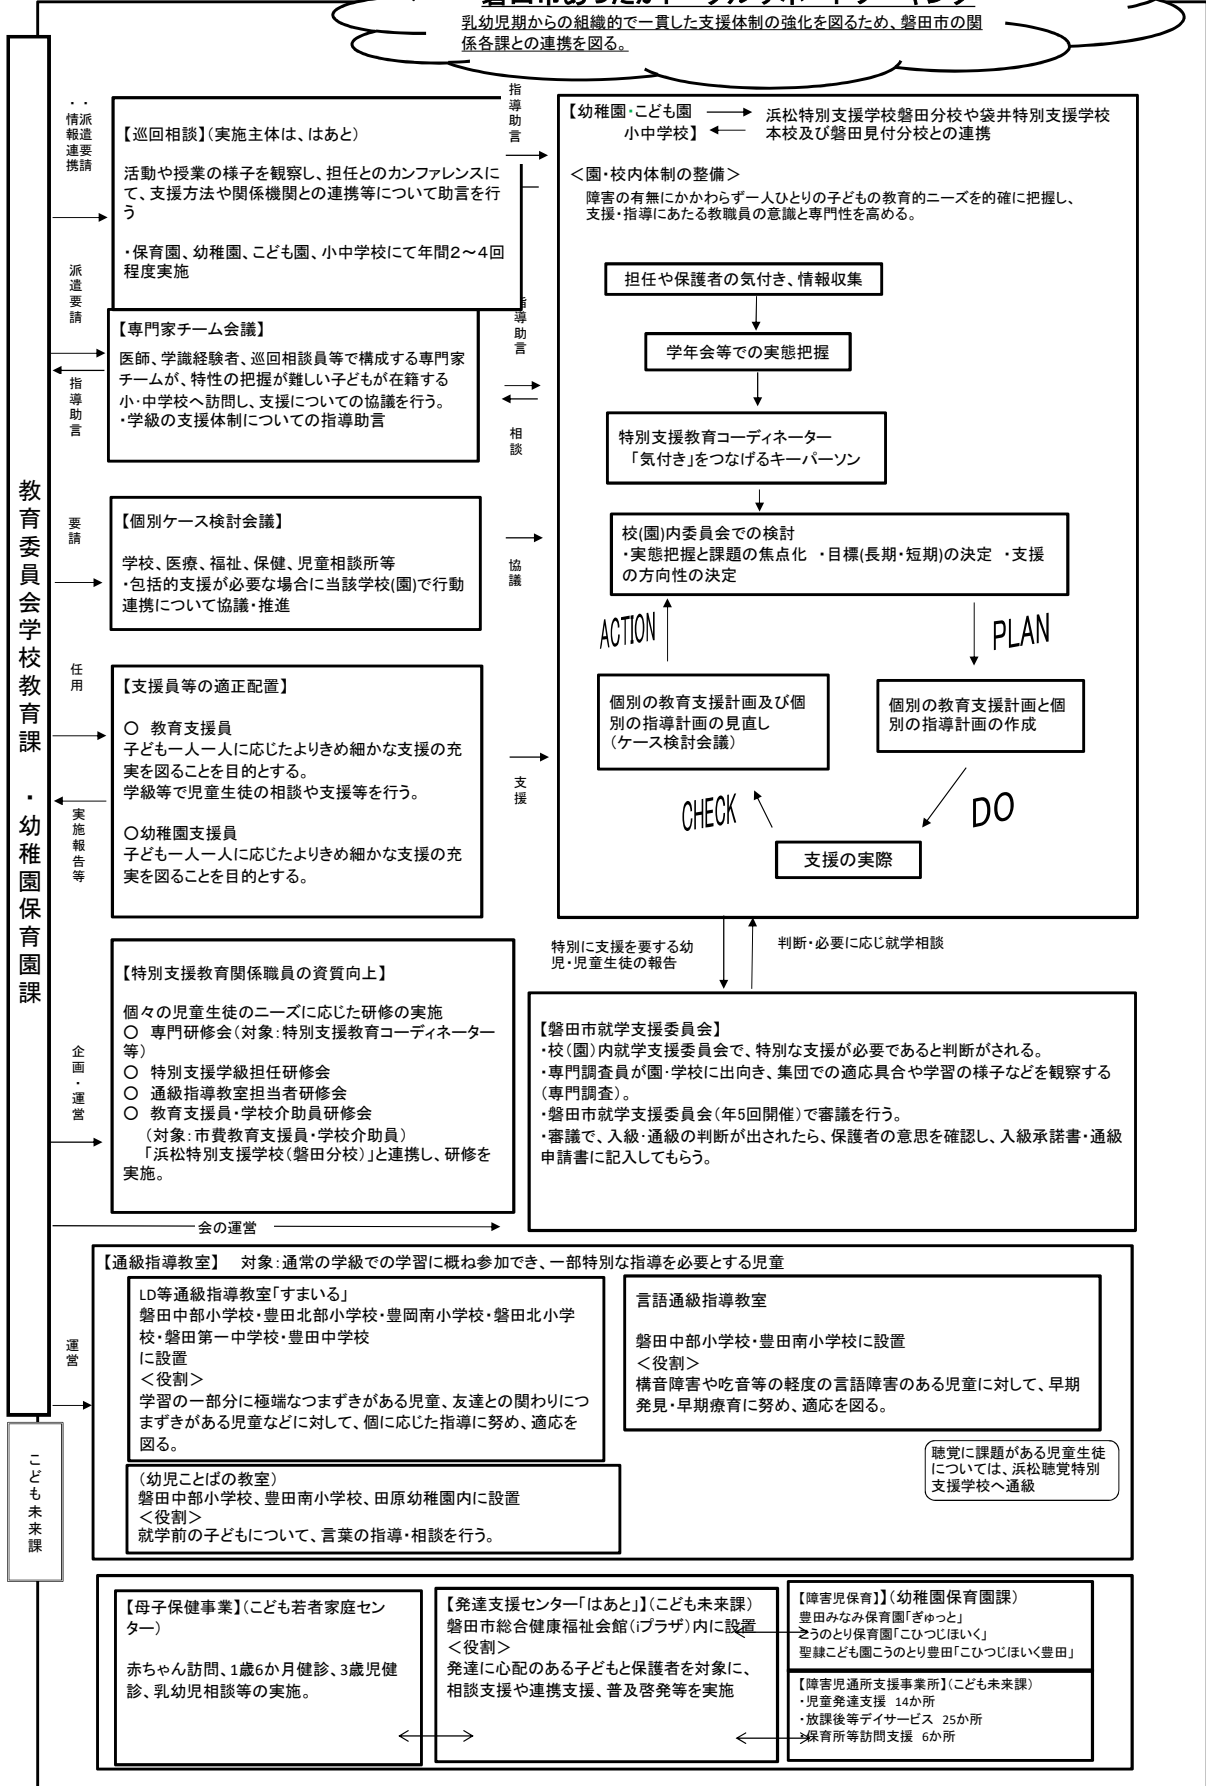 乳幼児期からの組織的で一貫した支援体制の強化を図るため、磐田市の関
係各課との連携を図る。
教育委員会学校教育課・幼稚園保育園課
こども未来課
・派遣要請
・情報連携
【巡回相談】(実施主体は、はあと)
活動や授業の様子を観察し、担任とのカンファレンスに
て、支援方法や関係機関との連携等について助言を行
う
・保育園、幼稚園、こども園、小中学校にて年間2～4回
程度実施
指導助言
派遣要請
指導助言
【専門家チーム会議】
医師、学識経験者、巡回相談員等で構成する専門家
チームが、特性の把握が難しい子どもが在籍する
小・中学校へ訪問し、支援についての協議を行う。
・学級の支援体制についての指導助言
指導助言
相談
要請
【個別ケース検討会議】
学校、医療、福祉、保健、児童相談所等
・包括的支援が必要な場合に当該学校(園)で行動
連携について協議・推進
協議
任用
実施報告等
【支援員等の適正配置】
○ 教育支援員
子ども一人一人に応じたよりきめ細かな支援の充
実を図ることを目的とする。
学級等で児童生徒の相談や支援等を行う。
○幼稚園支援員
子ども一人一人に応じたよりきめ細かな支援の充
実を図ることを目的とする。
支援
企画・運営
【特別支援教育関係職員の資質向上】
個々の児童生徒のニーズに応じた研修の実施
○ 専門研修会(対象:特別支援教育コーディネーター
等)
○ 特別支援学級担任研修会
○ 通級指導教室担当者研修会
○ 教育支援員・学校介助員研修会
(対象:市費教育支援員・学校介助員)
「浜松特別支援学校(磐田分校)」と連携し、研修を
実施。
会の運営
【幼稚園・こども園
小中学校】
浜松特別支援学校磐田分校や袋井特別支援学校
本校及び磐田見付分校との連携
＜園・校内体制の整備＞
障害の有無にかかわらず一人ひとりの子どもの教育的ニーズを的確に把握し、
支援・指導にあたる教職員の意識と専門性を高める。
担任や保護者の気付き、情報収集
学年会等での実態把握
特別支援教育コーディネーター
「気付き」をつなげるキーパーソン
校(園)内委員会での検討
・実態把握と課題の焦点化 ・目標(長期・短期)の決定 ・支援
の方向性の決定
ACTION
PLAN
個別の教育支援計画及び個
別の指導計画の見直し
(ケース検討会議)
個別の教育支援計画と個
別の指導計画の作成
CHECK
DO
支援の実際
特別に支援を要する幼
児・児童生徒の報告
判断・必要に応じ就学相談
【磐田市就学支援委員会】
・校(園)内就学支援委員会で、特別な支援が必要であると判断がされる。
・専門調査員が園・学校に出向き、集団での適応具合や学習の様子などを観察する
(専門調査)。
・磐田市就学支援委員会(年5回開催)で審議を行う。
・審議で、入級・通級の判断が出されたら、保護者の意思を確認し、入級承諾書・通級
申請書に記入してもらう。
運営
【通級指導教室】 対象:通常の学級での学習に概ね参加でき、一部特別な指導を必要とする児童
LD等通級指導教室「すまいる」
磐田中部小学校・豊田北部小学校・豊岡南小学校・磐田北小学
校・磐田第一中学校・豊田中学校
に設置
＜役割＞
学習の一部分に極端なつまずきがある児童、友達との関わりにつ
まずきがある児童などに対して、個に応じた指導に努め、適応を
図る。
言語通級指導教室
磐田中部小学校・豊田南小学校に設置
＜役割＞
構音障害や吃音等の軽度の言語障害のある児童に対して、早期
発見・早期療育に努め、適応を図る。
(幼児ことばの教室)
磐田中部小学校、豊田南小学校、田原幼稚園内に設置
＜役割＞
就学前の子どもについて、言葉の指導・相談を行う。
聴覚に課題がある児童生徒
については、浜松聴覚特別
支援学校へ通級
【母子保健事業】(こども若者家庭セン
ター)
赤ちゃん訪問、1歳6か月健診、3歳児健
診、乳幼児相談等の実施。
【発達支援センター「はあと」】(こども未来課)
磐田市総合健康福祉会館(iプラザ)内に設置
＜役割＞
発達に心配のある子どもと保護者を対象に、
相談支援や連携支援、普及啓発等を実施
【障害児保育】】(幼稚園保育園課)
豊田みなみ保育園「ぎゅっと」
こうのとり保育園「こひつじほいく」
聖隷こども園こうのとり豊田「こひつじほいく豊田」
【障害児通所支援事業所】(こども未来課)
・児童発達支援 14か所
・放課後等デイサービス 25か所
・保育所等訪問支援 6か所